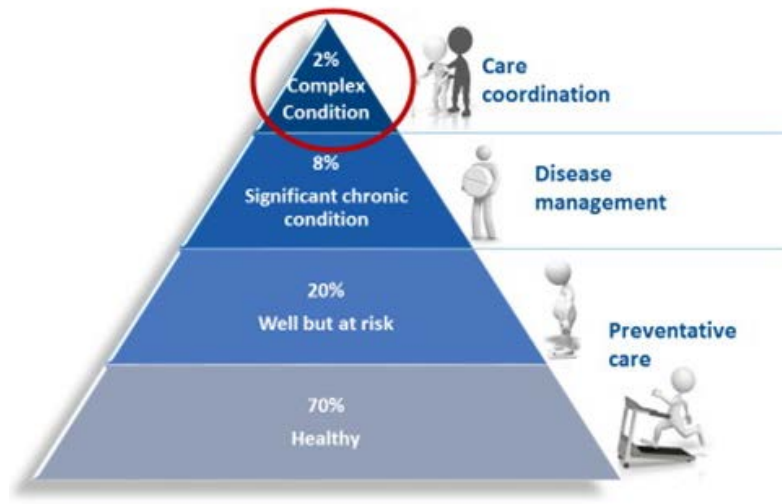 2%
Complex
Condition
Care
coordination
8%
Significant chronic
condition
Disease
management
20%
Well but at risk
Preventative
care
70%
Healthy